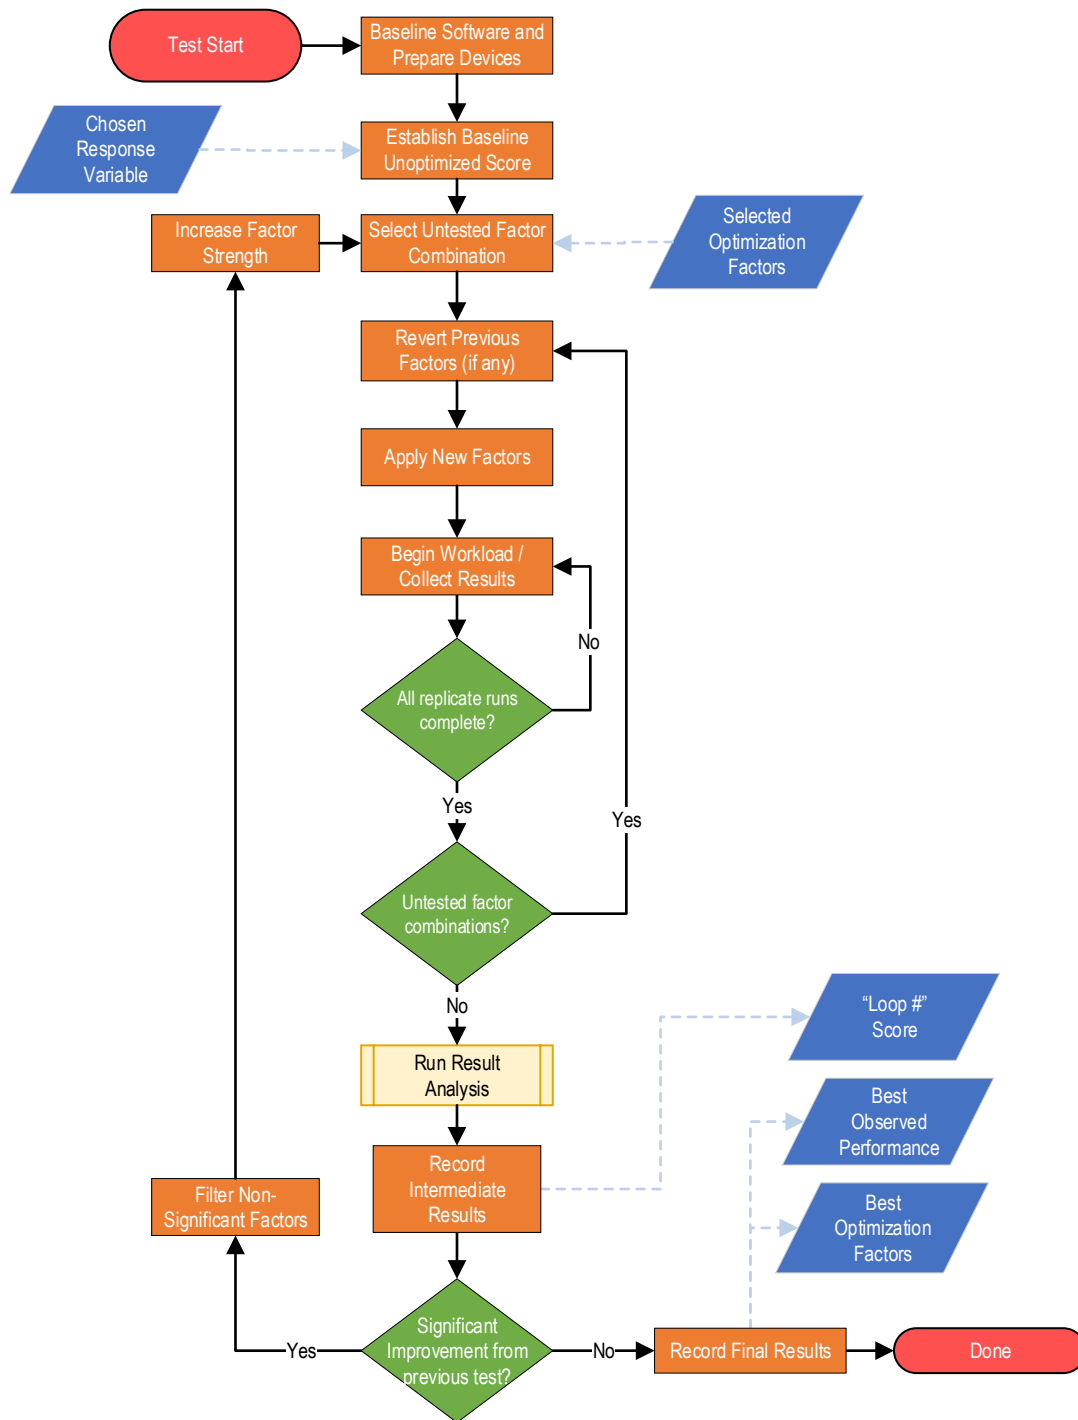 Test Start
Baseline Software and
Prepare Devices
Chosen
Response
Variable
Establish Baseline
Unoptimized Score
Increase Factor
Strength
Select Untested Factor
Combination
Selected
Optimization
Factors
Revert Previous
Factors (if any)
Apply New Factors
Begin Workload /
Collect Results
No
All replicate runs
complete?
Yes
Yes
Untested factor
combinations?
No
“Loop #”
Score
Run Result
Analysis
Best
Observed
Performance
Record
Intermediate
Results
Filter Non-
Significant Factors
Best
Optimization
Factors
Significant
Improvement from
previous test?
Yes
No
Record Final Results
Done